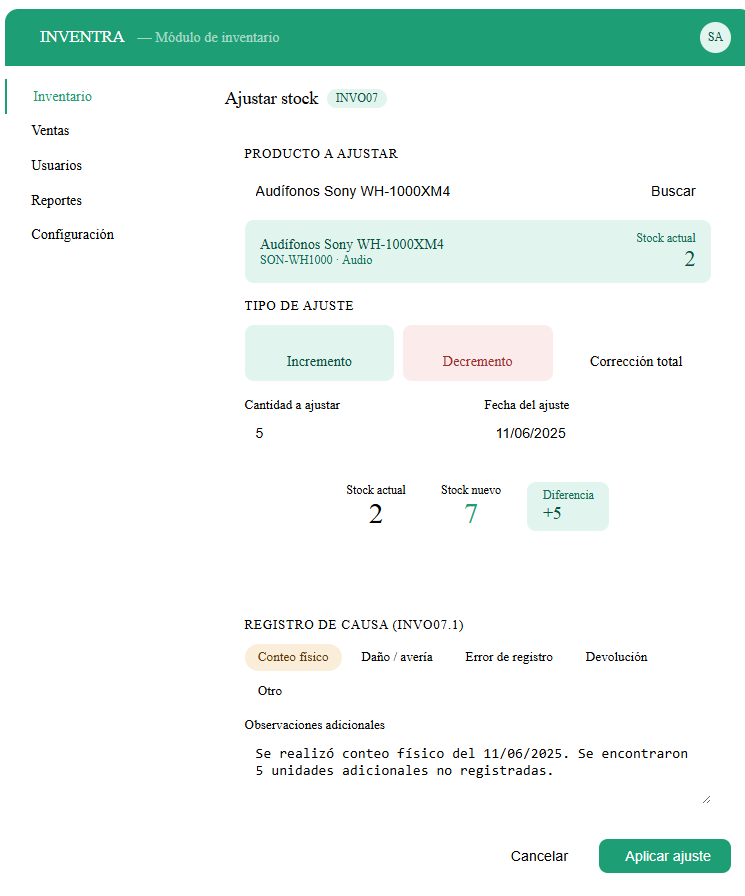 INVENTRA — Módulo de inventario SA
Inventario
Ventas
Usuarios
Reportes
Configuración
Ajustar stock INVO07
PRODUCTO A AJUSTAR
Audífonos Sony WH-1000XM4 Buscar
Audífonos Sony WH-1000XM4
SON-WH1000 · Audio
Stock actual
2
TIPO DE AJUSTE
Incremento Decremento Corrección total
Cantidad a ajustar Fecha del ajuste
5 11/06/2025
Stock actual Stock nuevo Diferencia
2 7 +5
REGISTRO DE CAUSA (INVO07.1)
Conteo físico Daño / avería Error de registro Devolución
Otro
Observaciones adicionales
Se realizó conteo físico del 11/06/2025. Se encontraron
5 unidades adicionales no registradas.
Cancelar Aplicar ajuste